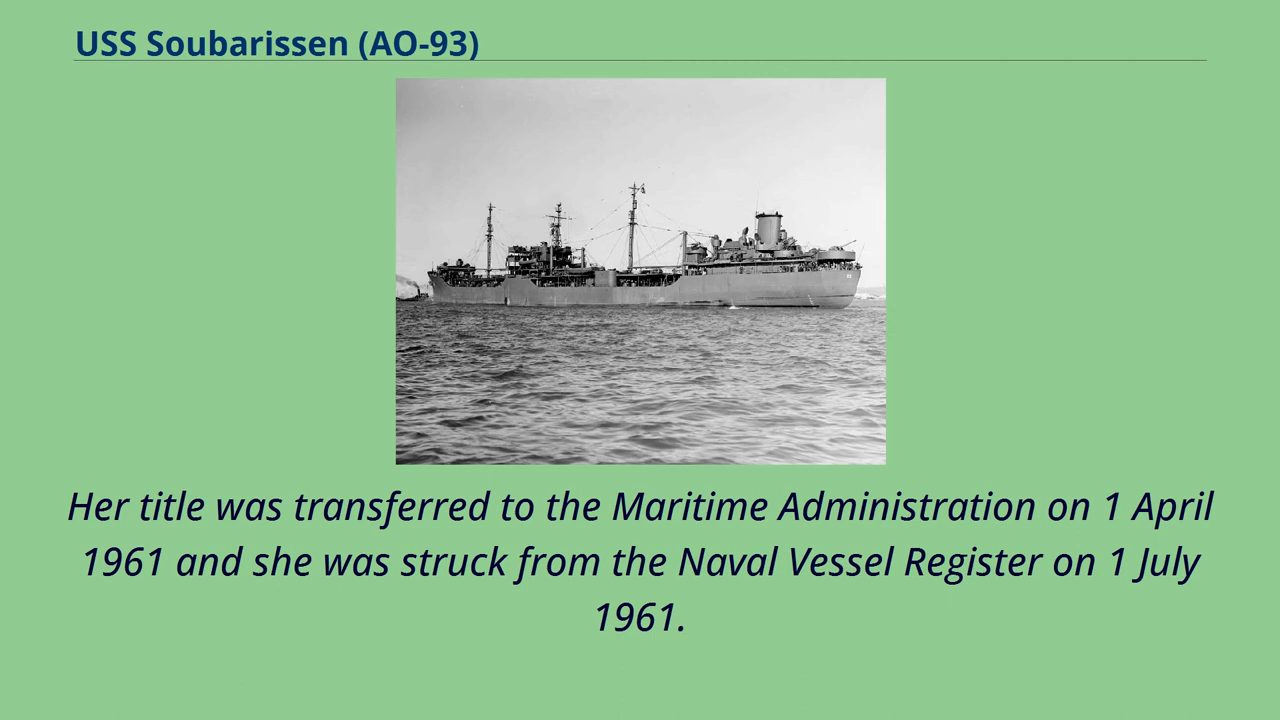 USS Soubarissen (AO-93)
Her title was transferred to the Maritime Administration on 1 April
1961 and she was struck from the Naval Vessel Register on 1 July
1961.